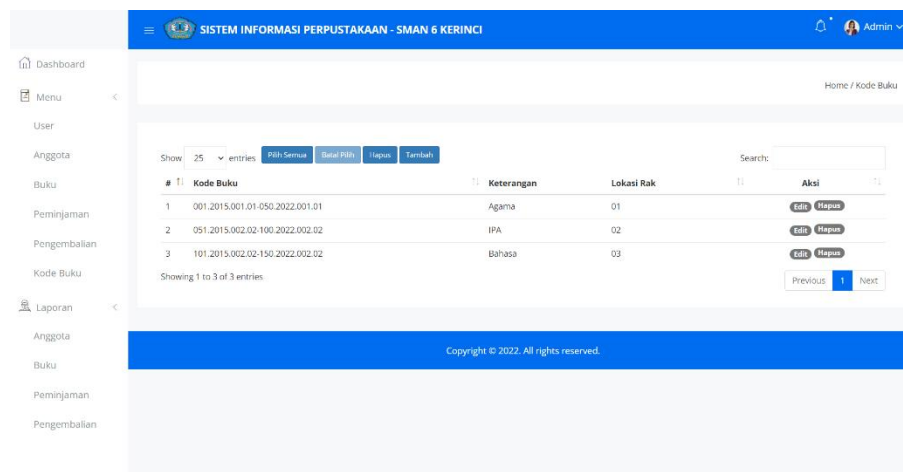 SISTEM INFORMASI PERPUSTAKAAN - SMAN 6 KERINCI
Admin
Dashboard
Menu
User
Anggota
Buku
Peminjaman
Pengembalian
Kode Buku
Laporan
Anggota
Buku
Peminjaman
Pengembalian
Home / Kode Buku
Show 25 entries Pilih Semua Batal Pilih Hapus Tambah Search:
# Kode Buku Keterangan Lokasi Rak Aksi
1 001.2015.001.01-050.2022.001.01 Agama 01 Edit Hapus
2 051.2015.002.02-100.2022.002.02 IPA 02 Edit Hapus
3 101.2015.002.02-150.2022.002.02 Bahasa 03 Edit Hapus
Showing 1 to 3 of 3 entries
Previous 1 Next
Copyright © 2022. All rights reserved.